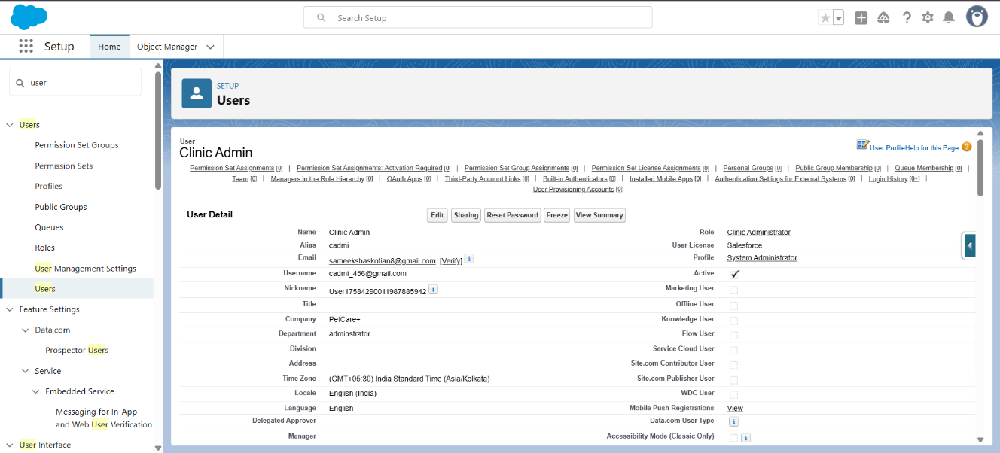 Search Setup
Setup
Home
Object Manager
user
Users
Permission Set Groups
Permission Sets
Profiles
Public Groups
Queues
Roles
User Management Settings
Users
Feature Settings
Data.com
Prospector Users
Service
Embedded Service
Messaging for In-App
and Web User Verification
User Interface
SETUP
Users
User
Clinic Admin
User Profile Help for this Page ?
Permission Set Assignments [0] | Permission Set Assignments: Activation Required [0] | Permission Set Group Assignments [0] | Permission Set License Assignments [0] | Personal Groups [0] | Public Group Membership [0] | Queue Membership [0] |
Team [0] | Managers in the Role Hierarchy [0] | OAuth Apps [0] | Third-Party Account Links [0] | Built-in Authenticators [0] | Installed Mobile Apps [0] | Authentication Settings for External Systems [0] | Login History [0+] |
User Provisioning Accounts [0]
User Detail
Edit Sharing Reset Password Freeze View Summary
Name Clinic Admin Role Clinic Administrator
Alias cadmi User License Salesforce
Email sameekshaskotian8@gmail.com [Verify] i Profile System Administrator
Username cadmi_456@gmail.com Active
Nickname User17584290011987885942 i Marketing User
Title Offline User
Company PetCare+ Knowledge User
Department adminstrator Flow User
Division Service Cloud User
Address Site.com Contributor User
Time Zone (GMT+05:30) India Standard Time (Asia/Kolkata) Site.com Publisher User
Locale English (India) WDC User
Language English Mobile Push Registrations View
Delegated Approver Data.com User Type i
Manager Accessibility Mode (Classic Only) i